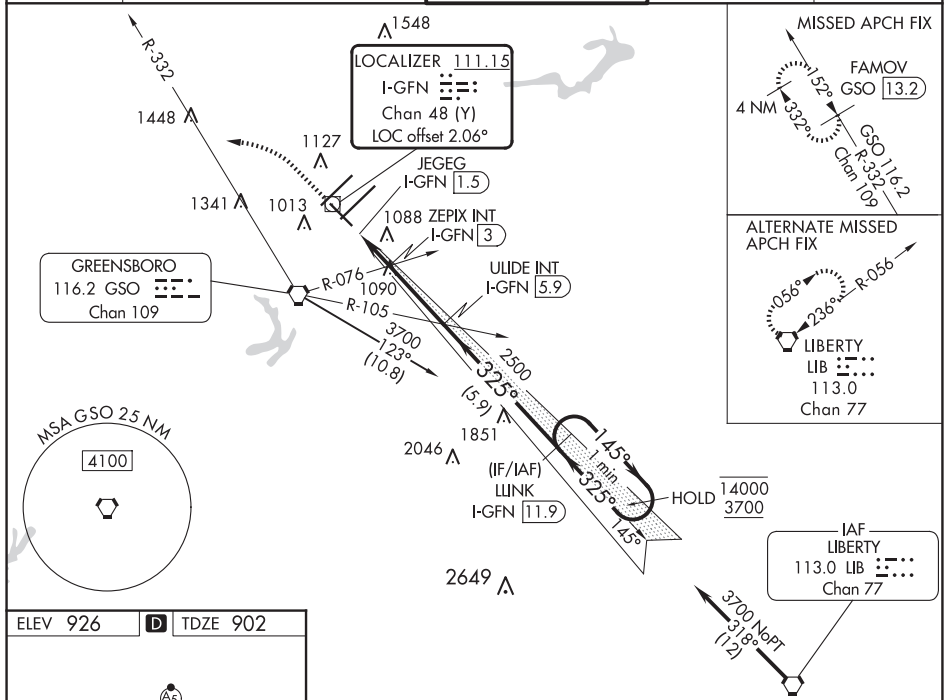 1548
R-332
LOCALIZER 111.15
I-GFN
Chan 48 (Y)
LOC offset 2.06°
1448
1127
JEGEG
I-GFN 1.5
1341
1013
1088
ZEPIX INT
I-GFN 3
GREENSBORO
116.2 GSO
Chan 109
R-076
1090
ULIDE INT
I-GFN 5.9
R-105
3700
123°
(10.8)
2500
325°
(5.9)
MSA GSO 25 NM
4100
2046
1851
(IF/IAF)
LLINK
I-GFN 11.9
145°
1 min
325°
145°
HOLD 14000
3700
2649
IAF
LIBERTY
113.0 LIB
Chan 77
3700 NoPT
318°
(12)
MISSED APCH FIX
FAMOV
GSO 13.2
4 NM
152°
332°
GSO 116.2
R-332
Chan 109
ALTERNATE MISSED
APCH FIX
056°
236°
R-056
LIBERTY
LIB
113.0
Chan 77
ELEV 926
D
TDZE 902
A5